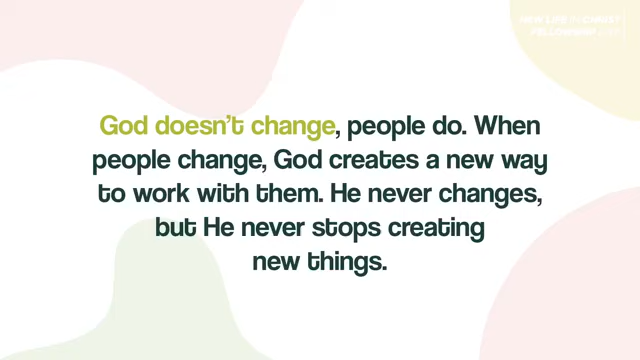 NEW LIFE IN CHRIST
FELLOWSHIP
God doesn't change, people do. When
people change, God creates a new way
to work with them. He never changes,
but He never stops creating
new things.